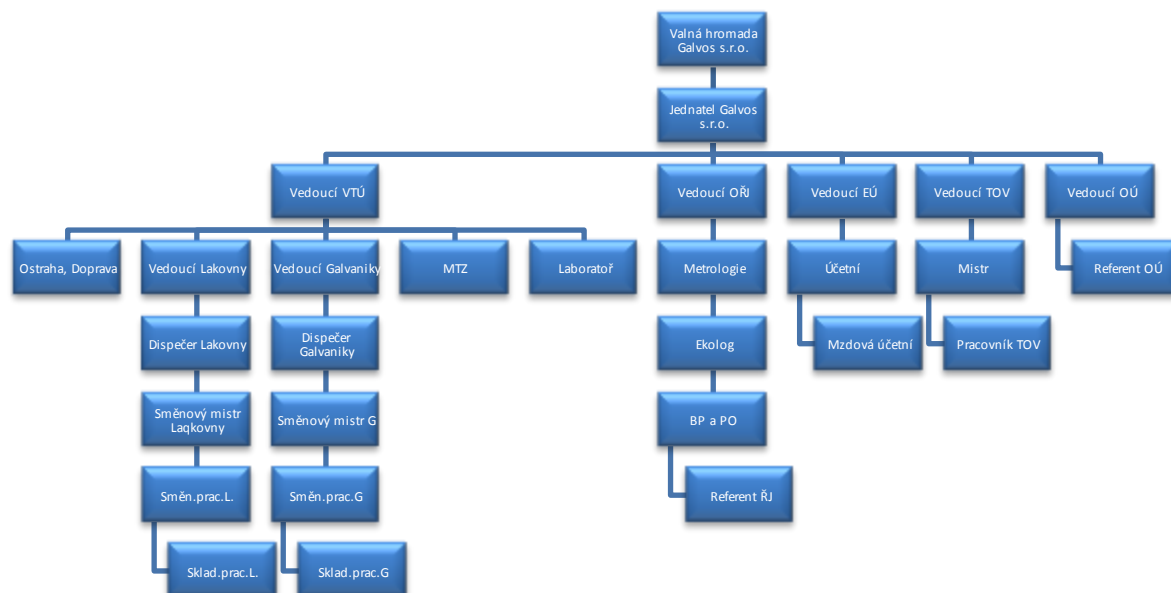 Valná hromada
Galvos s.r.o.
Jednatel Galvos
s.r.o.
Vedoucí VTÚ
Vedoucí OŘJ
Vedoucí EÚ
Vedoucí TOV
Vedoucí OÚ
Ostraha, Doprava
Vedoucí Lakovny
Vedoucí Galvaniky
MTZ
Laboratoř
Metrologie
Účetní
Mistr
Referent OÚ
Dispečer Lakovny
Dispečer
Galvaniky
Ekolog
Mzdová účetní
Pracovník TOV
Směnový mistr
Laqkovny
Směnový mistr G
BP a PO
Směn.prac.L.
Směn.prac.G
Referent ŘJ
Sklad.prac.L.
Sklad.prac.G